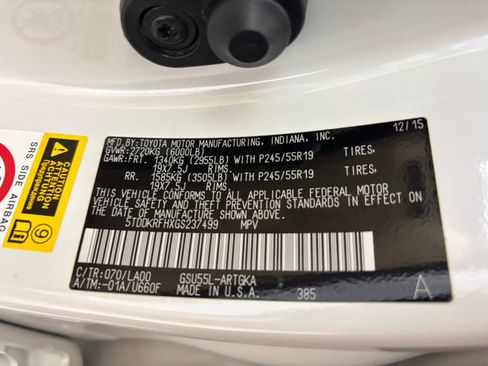 12/15
MFD. BY:TOYOTA MOTOR MANUFACTURING, INDIANA, INC.
GVWR:2720KG (6000LB)
GAWR:FRT. 1340KG (2955LB) WITH P245/55R19 TIRES,
19X7.5J RIMS
RR. 1585KG (3505LB) WITH P245/55R19 TIRES,
19X7.5J RIMS
THIS VEHICLE CONFORMS TO ALL APPLICABLE FEDERAL MOTOR
VEHICLE SAFETY AND THEFT PREVENTION STANDARDS IN EFFECT ON
THE DATE OF MANUFACTURE SHOWN ABOVE.
5TDDKRFHXGS237499 MPV
C/TR:070/LA00 GSU55L-ARTGKA
A/TM:-01A/U660F MADE IN U.S.A. 385 A
SRS SIDE AIRBAG
CAUTION
ATTENTION